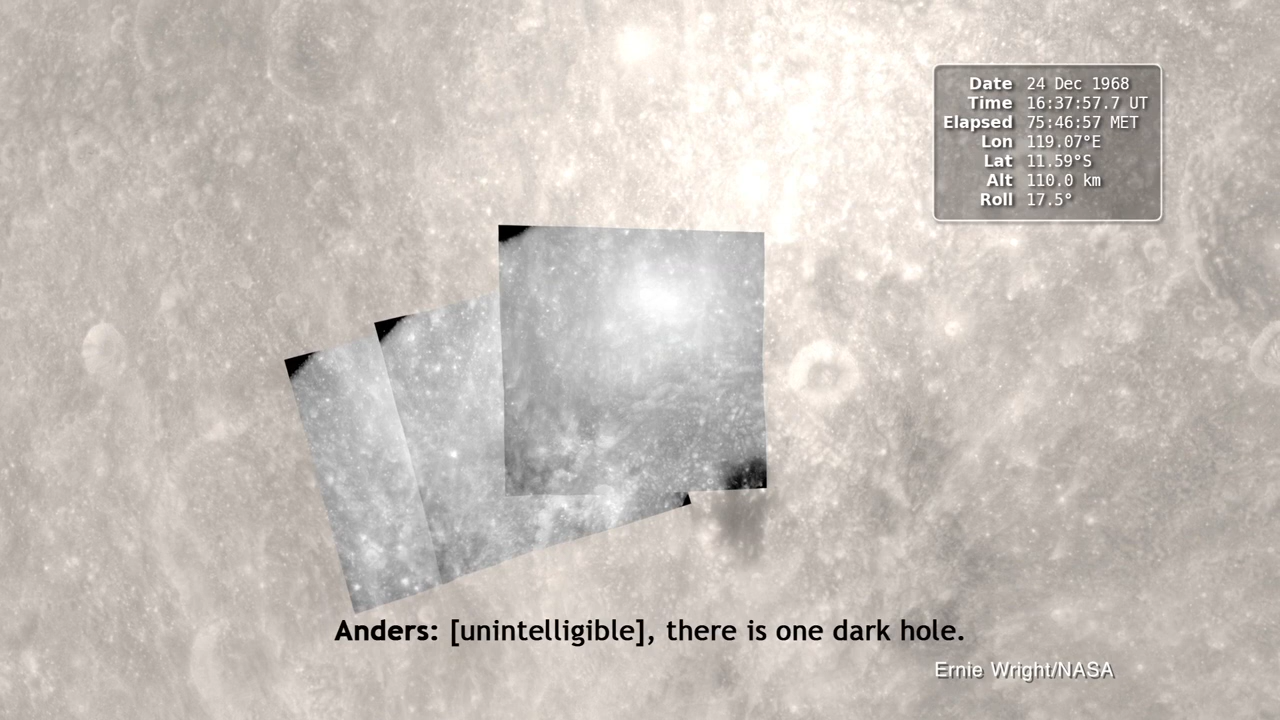 Date 24 Dec 1968
Time 16:37:57.7 UT
Elapsed 75:46:57 MET
Lon 119.07°E
Lat 11.59°S
Alt 110.0 km
Roll 17.5°
Anders: [unintelligible], there is one dark hole.
Ernie Wright/NASA